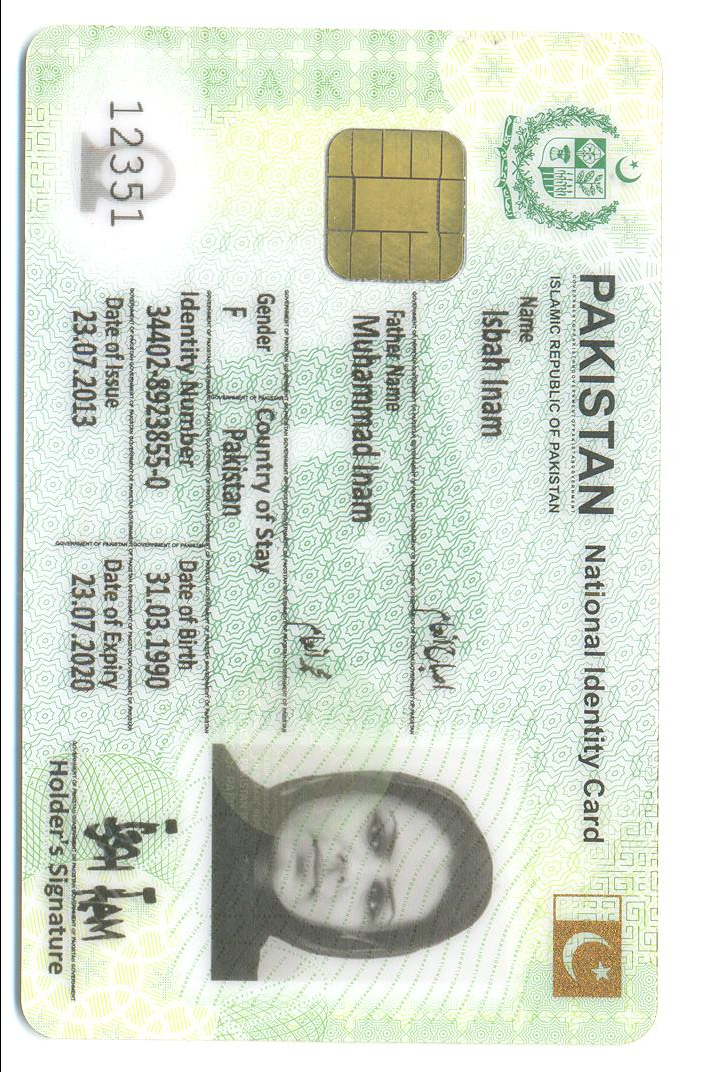 PAKISTAN National Identity Card
ISLAMIC REPUBLIC OF PAKISTAN
Name
Isbah Inam
Father Name
Muhammad Inam
Gender
F
Country of Stay
Pakistan
Identity Number
34402-8923855-0
Date of Birth
31.03.1990
Date of Issue
23.07.2013
Date of Expiry
23.07.2020
12351
Holder's Signature